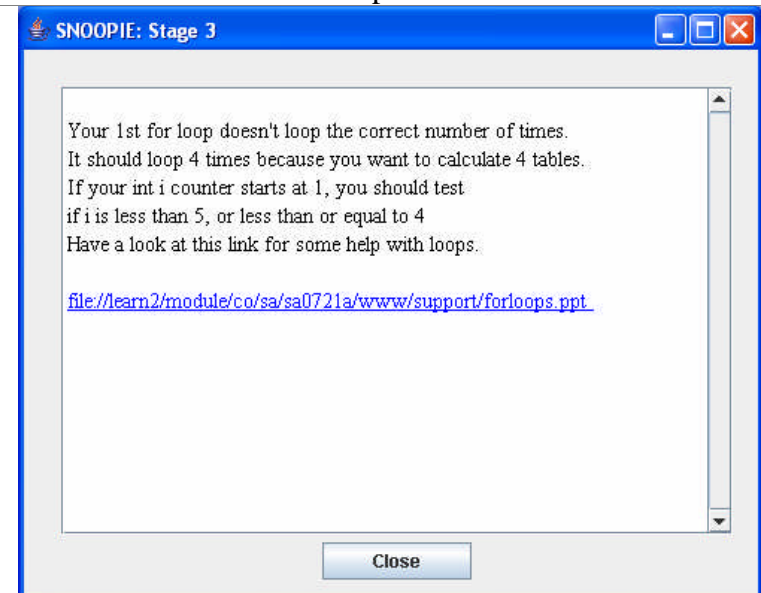 SNOOPIE: Stage 3
Your 1st for loop doesn't loop the correct number of times.
It should loop 4 times because you want to calculate 4 tables.
If your int i counter starts at 1, you should test
if i is less than 5, or less than or equal to 4
Have a look at this link for some help with loops.
file://learn2/module/co/sa/sa0721a/www/support/forloops.ppt
Close